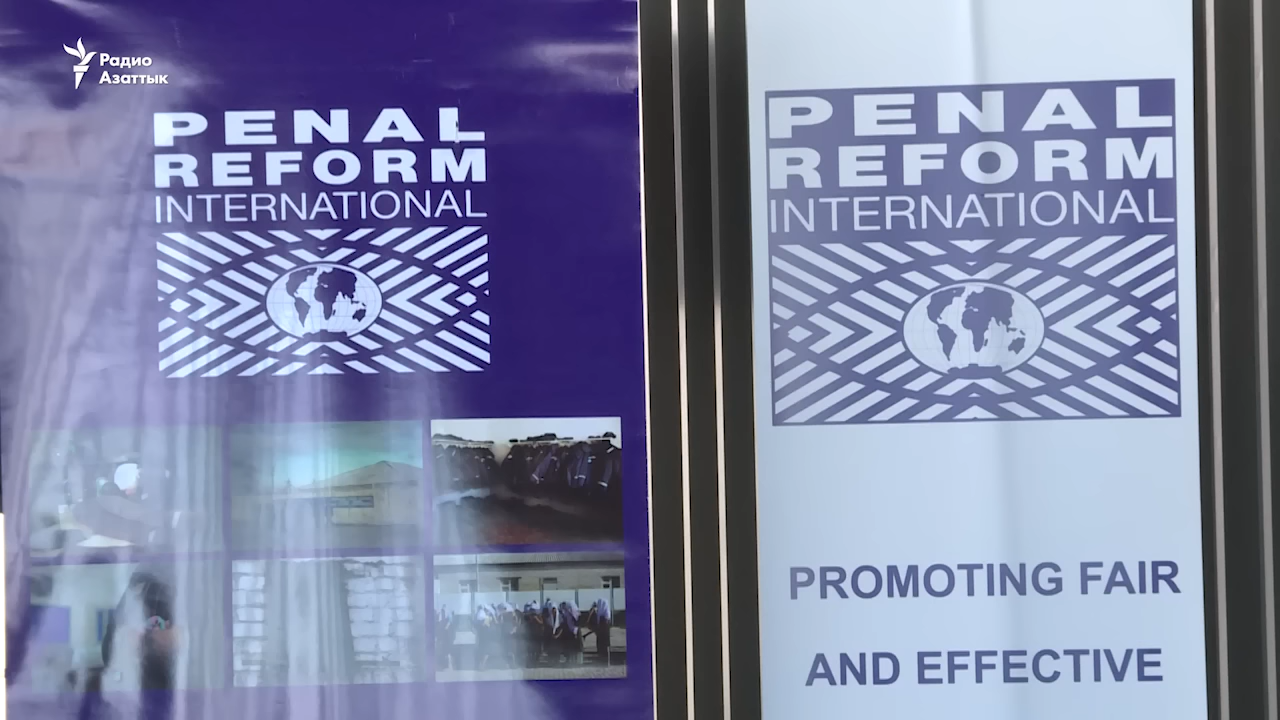 Радио
Азаттык
PENAL
REFORM
INTERNATIONAL
PENAL
REFORM
INTERNATIONAL
PROMOTING FAIR
AND EFFECTIVE